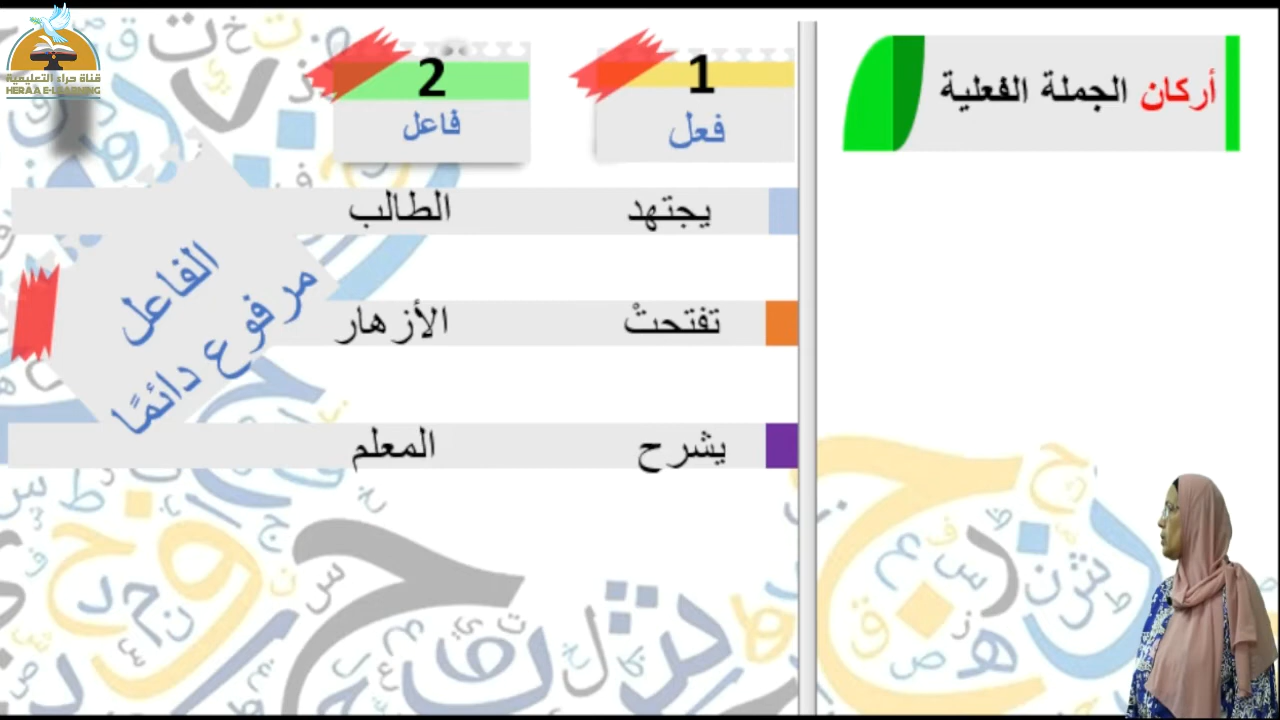 قناة حراء التعليمية
HERAA E-LEARNING
أركان الجملة الفعلية
1
فعل
2
فاعل
يجتهد الطالب
تفتحتْ الأزهار
يشرح المعلم
الفاعل
مرفوع دائمًا